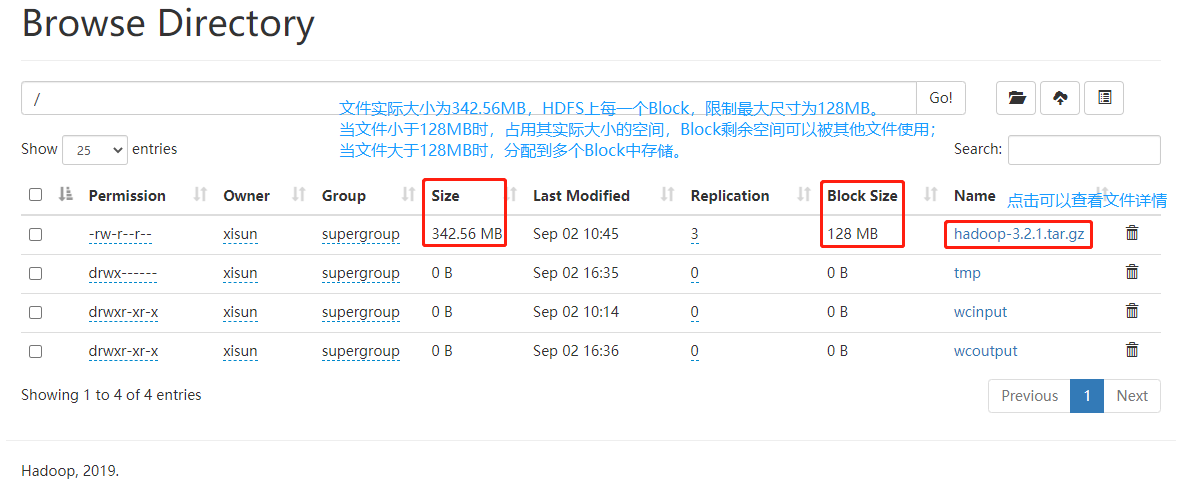 Browse Directory
/
Go!
文件实际大小为342.56MB，HDFS上每一个Block，限制最大尺寸为128MB。
当文件小于128MB时，占用其实际大小的空间，Block剩余空间可以被其他文件使用；
当文件大于128MB时，分配到多个Block中存储。
Show 25 entries
Search:
Permission Owner Group Size Last Modified Replication Block Size Name
点击可以查看文件详情
-rw-r--r-- xisun supergroup 342.56 MB Sep 02 10:45 3 128 MB hadoop-3.2.1.tar.gz
drwx------ xisun supergroup 0 B Sep 02 16:35 0 0 B tmp
drwxr-xr-x xisun supergroup 0 B Sep 02 10:14 0 0 B wcinput
drwxr-xr-x xisun supergroup 0 B Sep 02 16:36 0 0 B wcoutput
Showing 1 to 4 of 4 entries
Previous 1 Next
Hadoop, 2019.